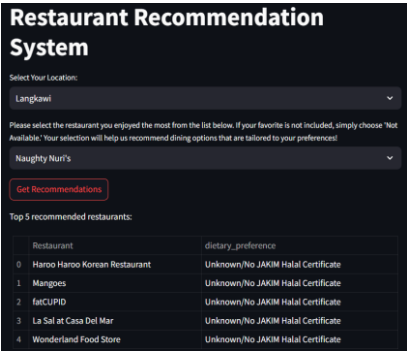 Restaurant Recommendation
System
Select Your Location:
Langkawi
Please select the restaurant you enjoyed the most from the list below. If your favorite is not included, simply choose 'Not
Available.' Your selection will help us recommend dining options that are tailored to your preferences!
Naughty Nuri's
Get Recommendations
Top 5 recommended restaurants:
Restaurant dietary_preference
0 Haroo Haroo Korean Restaurant Unknown/No JAKIM Halal Certificate
1 Mangoes Unknown/No JAKIM Halal Certificate
2 fatCUPID Unknown/No JAKIM Halal Certificate
3 La Sal at Casa Del Mar Unknown/No JAKIM Halal Certificate
4 Wonderland Food Store Unknown/No JAKIM Halal Certificate